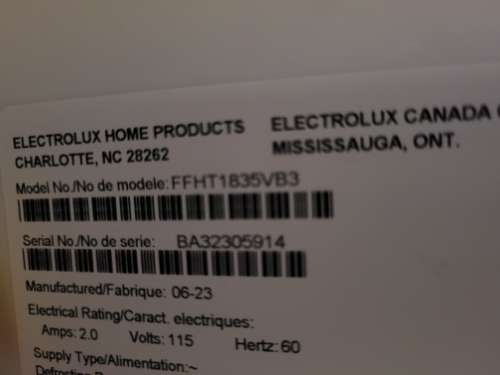 ELECTROLUX HOME PRODUCTS
CHARLOTTE, NC 28262
ELECTROLUX CANADA
MISSISSAUGA, ONT.
Model No./No de modele: FFHT1835VB3
Serial No./No de serie: BA32305914
Manufactured/Fabrique: 06-23
Electrical Rating/Caract. electriques:
Amps: 2.0 Volts: 115 Hertz: 60
Supply Type/Alimentation:~